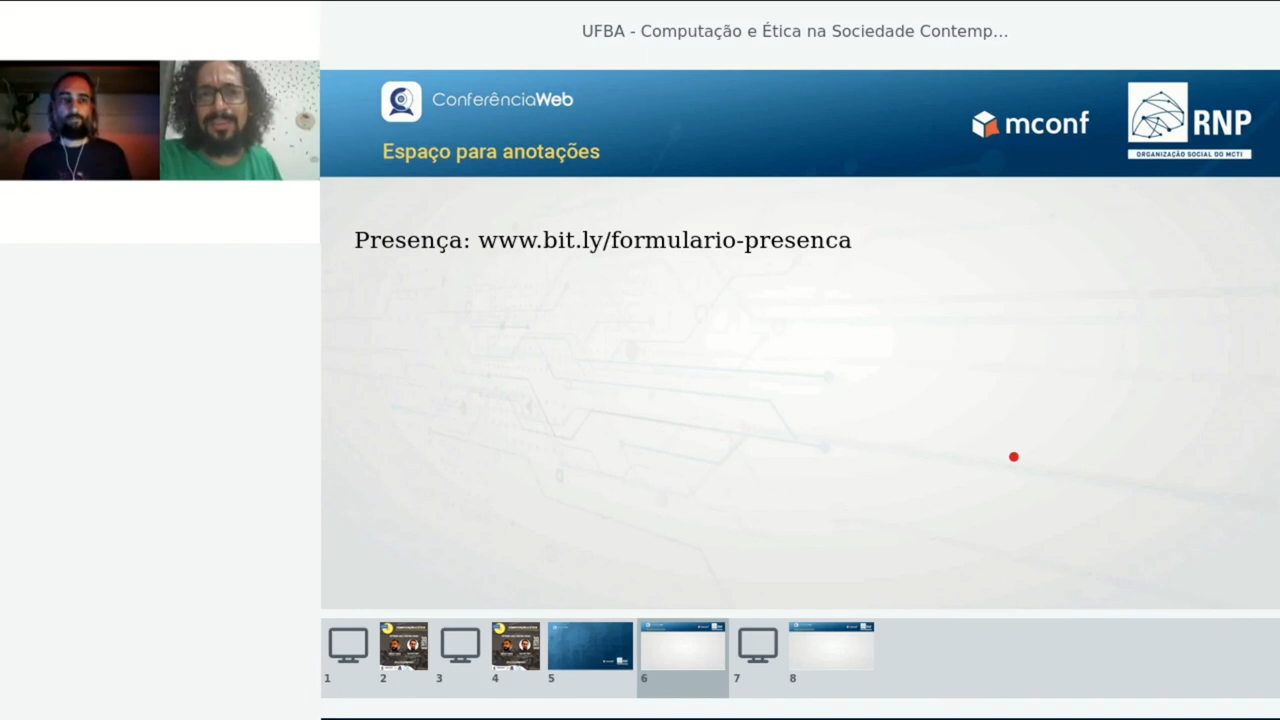 UFBA - Computação e Ética na Sociedade Contemp...
ConferênciaWeb
mconf
RNP
ORGANIZAÇÃO SOCIAL DO MCTI
Espaço para anotações
Presença: www.bit.ly/formulario-presenca
1
2
3
4
5
6
7
8